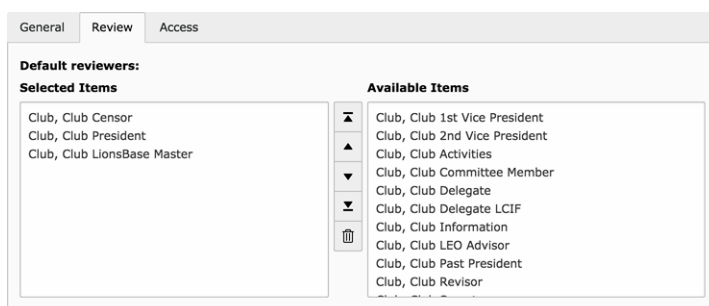 General Review Access
Default reviewers:
Selected Items
Club, Club Censor
Club, Club President
Club, Club LionsBase Master
Available Items
Club, Club 1st Vice President
Club, Club 2nd Vice President
Club, Club Activities
Club, Club Committee Member
Club, Club Delegate
Club, Club Delegate LCIF
Club, Club Information
Club, Club LEO Advisor
Club, Club Past President
Club, Club Revisor